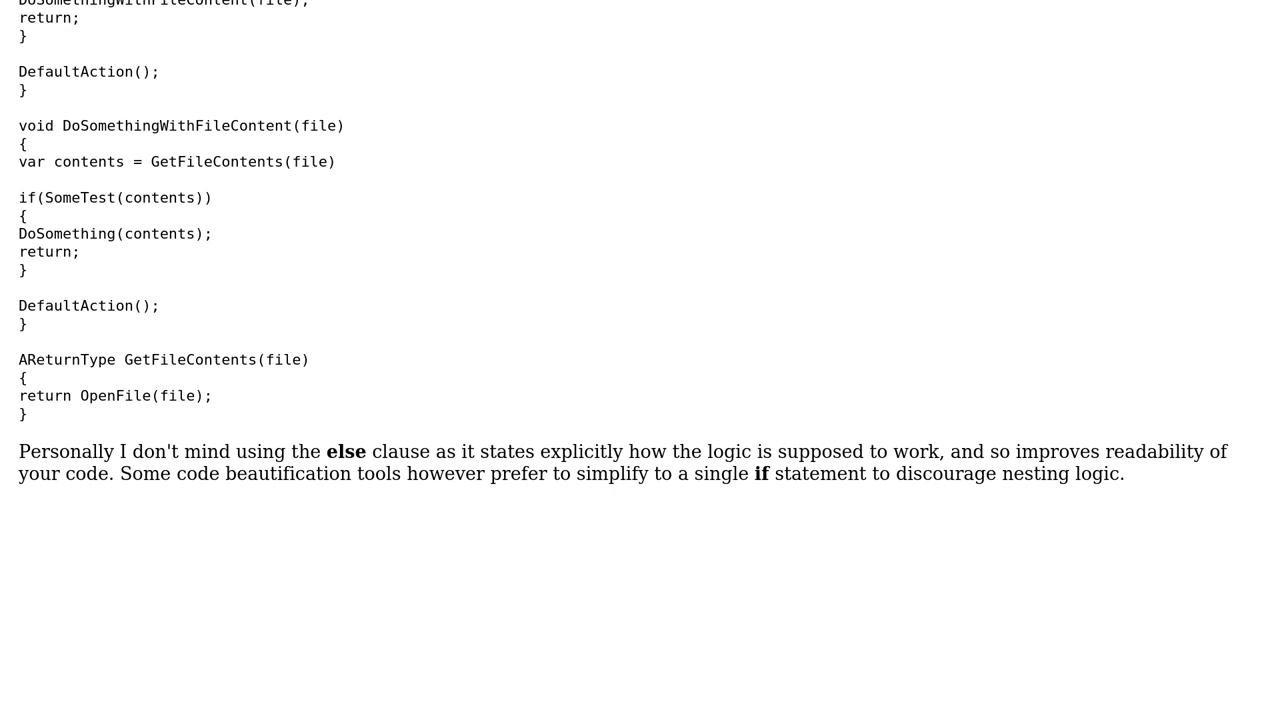 DoSomethingWithFileContent(file);
return;
}
DefaultAction();
}
void DoSomethingWithFileContent(file)
{
var contents = GetFileContents(file)
if(SomeTest(contents))
{
DoSomething(contents);
return;
}
DefaultAction();
}
AReturnType GetFileContents(file)
{
return OpenFile(file);
}
Personally I don't mind using the else clause as it states explicitly how the logic is supposed to work, and so improves readability of
your code. Some code beautification tools however prefer to simplify to a single if statement to discourage nesting logic.